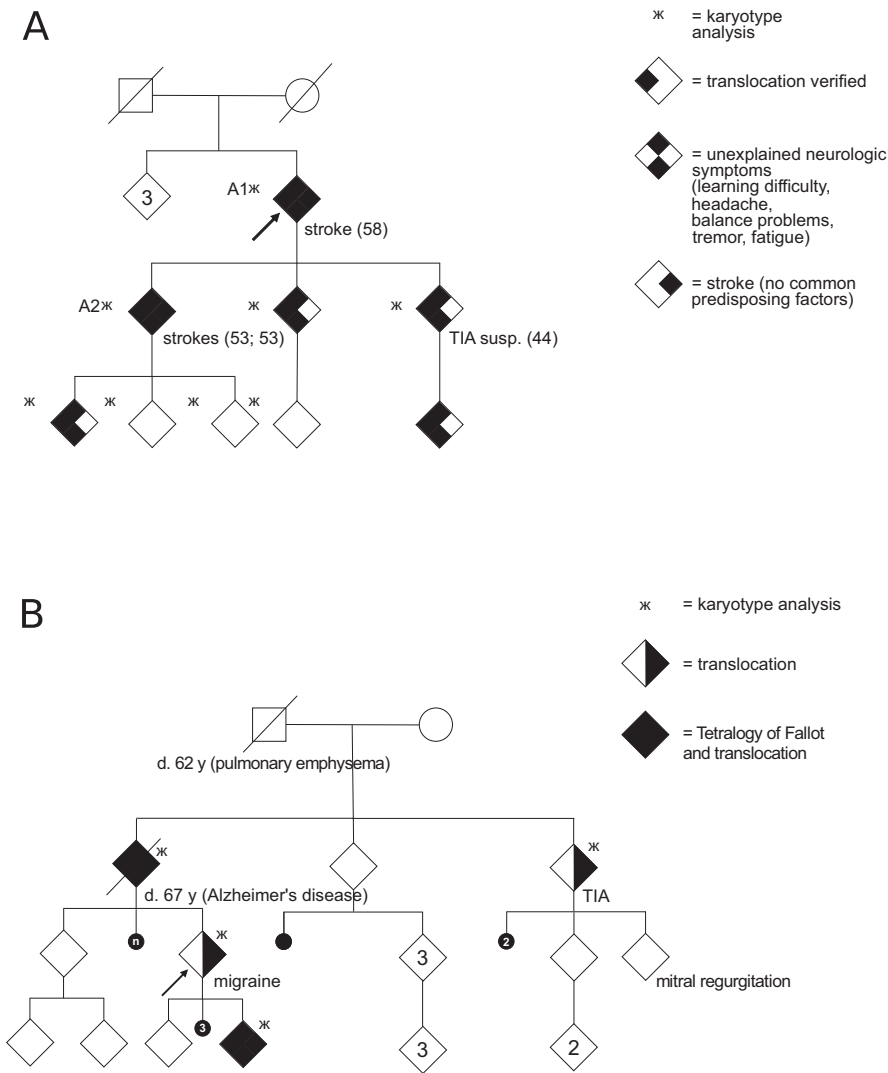 A
ж = karyotype
analysis
= translocation verified
= unexplained neurologic
symptoms
(learning difficulty,
headache,
balance problems,
tremor, fatigue)
= stroke (no common
predisposing factors)
3
A1ж
stroke (58)
A2ж
ж
ж
strokes (53; 53)
TIA susp. (44)
ж
ж
ж
ж
B
ж = karyotype analysis
= translocation
= Tetralogy of Fallot
and translocation
d. 62 y (pulmonary emphysema)
ж
ж
d. 67 y (Alzheimer's disease)
TIA
n
ж
2
3
migraine
mitral regurgitation
3
ж
3
2